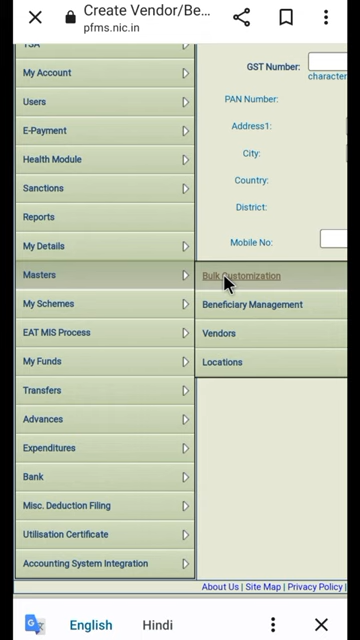 Create Vendor/Be...
pfms.nic.in
TSA
My Account
Users
E-Payment
Health Module
Sanctions
Reports
My Details
Masters
My Schemes
EAT MIS Process
My Funds
Transfers
Advances
Expenditures
Bank
Misc. Deduction Filing
Utilisation Certificate
Accounting System Integration
GST Number:
character
PAN Number:
Address1:
City:
Country:
District:
Mobile No:
Bulk Customization
Beneficiary Management
Vendors
Locations
About Us | Site Map | Privacy Policy |
English Hindi